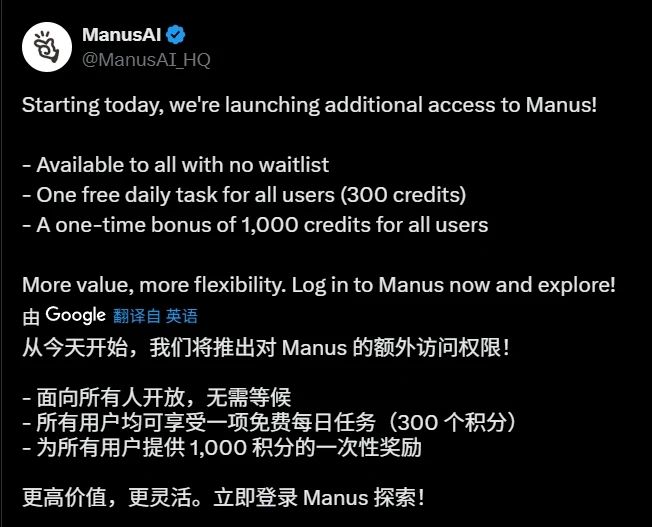 ManusAI
@ManusAI_HQ
Starting today, we're launching additional access to Manus!
- Available to all with no waitlist
- One free daily task for all users (300 credits)
- A one-time bonus of 1,000 credits for all users
More value, more flexibility. Log in to Manus now and explore!
由 Google 翻译自 英语
从今天开始，我们将推出对 Manus 的额外访问权限！
- 面向所有人开放，无需等候
- 所有用户均可享受一项免费每日任务（300 个积分）
- 为所有用户提供 1,000 积分的一次性奖励
更高价值，更灵活。立即登录 Manus 探索！